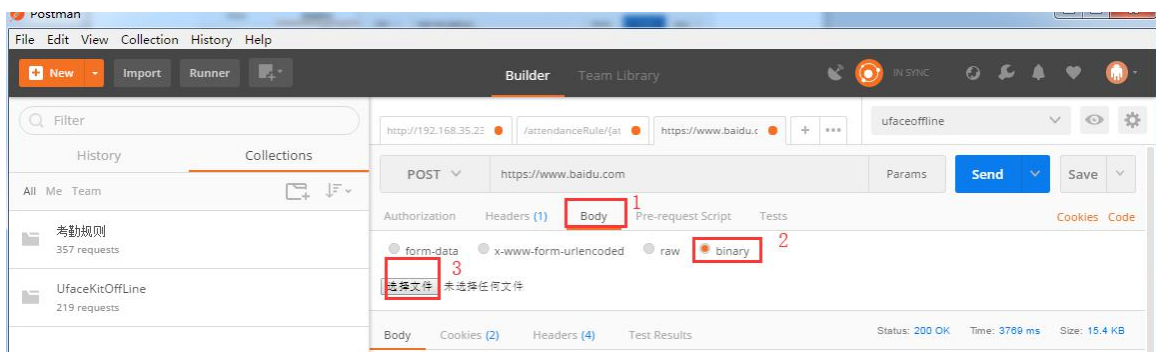 Postman
File Edit View Collection History Help
New Import Runner Builder Team Library IN SYNC
Filter
History Collections
All Me Team
考勤规则
357 requests
UfaceKitOffLine
219 requests
http://192.168.35.23 /attendanceRule/{at https://www.baidu.c + ••• ufaceoffline
POST https://www.baidu.com Params Send Save
Authorization Headers (1) Body 1 Pre-request Script Tests Cookies Code
form-data x-www-form-urlencoded raw binary 2
3
选择文件 未选择任何文件
Body Cookies (2) Headers (4) Test Results Status: 200 OK Time: 3769 ms Size: 15.4 KB